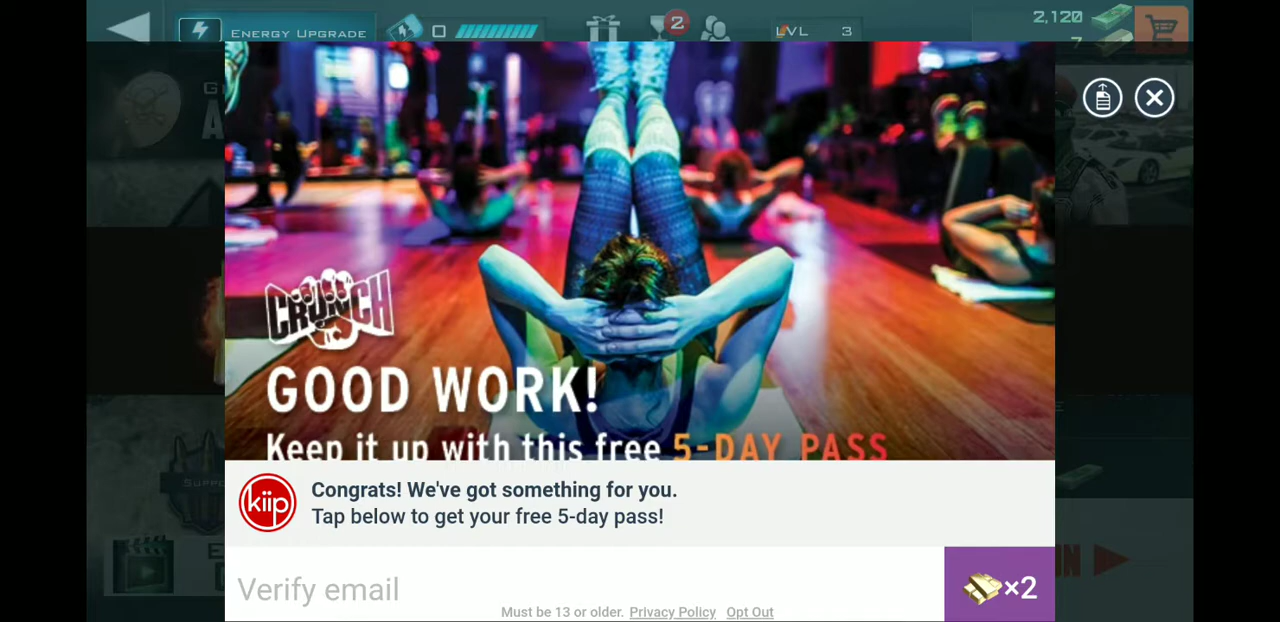 ENERGY UPGRADE
2
LVL 3
2,120
7
CRUNCH
GOOD WORK!
Keep it up with this free 5-DAY PASS
kiip
Congrats! We've got something for you.
Tap below to get your free 5-day pass!
Verify email
×2
Must be 13 or older. Privacy Policy Opt Out